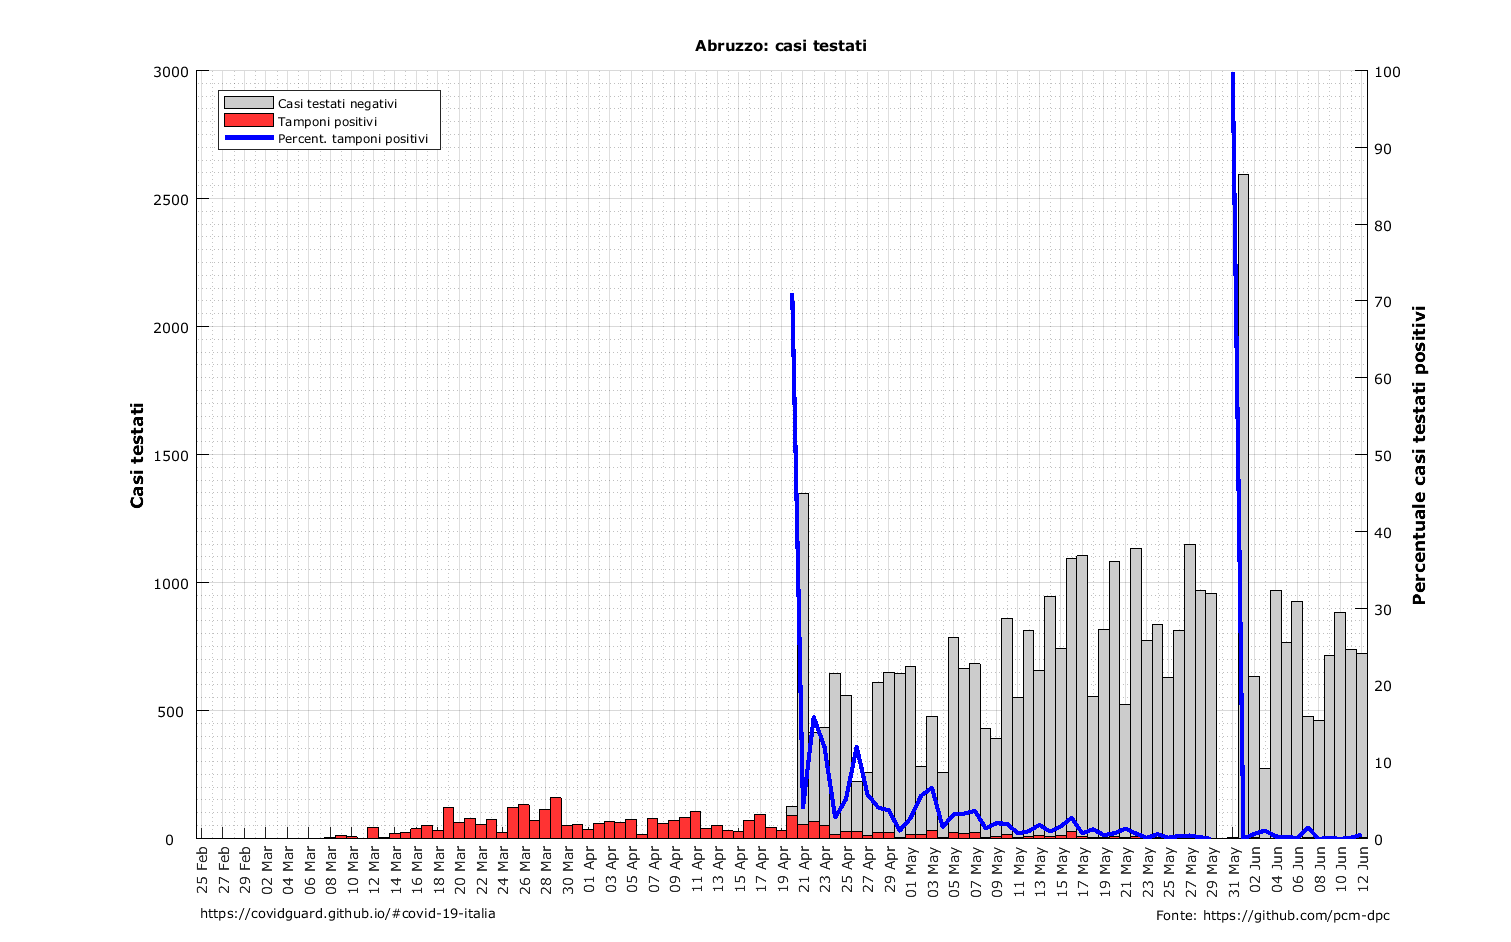 Abruzzo: casi testati
3000
2500
2000
1500
1000
500
0
Casi testati
Casi testati negativi
Tamponi positivi
Percent. tamponi positivi
100
90
80
70
60
50
40
30
20
10
0
Percentuale casi testati positivi
25 Feb
27 Feb
29 Feb
02 Mar
04 Mar
06 Mar
08 Mar
10 Mar
12 Mar
14 Mar
16 Mar
18 Mar
20 Mar
22 Mar
24 Mar
26 Mar
28 Mar
30 Mar
01 Apr
03 Apr
05 Apr
07 Apr
09 Apr
11 Apr
13 Apr
15 Apr
17 Apr
19 Apr
21 Apr
23 Apr
25 Apr
27 Apr
29 Apr
01 May
03 May
05 May
07 May
09 May
11 May
13 May
15 May
17 May
19 May
21 May
23 May
25 May
27 May
29 May
31 May
02 Jun
04 Jun
06 Jun
08 Jun
10 Jun
12 Jun
https://covidguard.github.io/#covid-19-italia
Fonte: https://github.com/pcm-dpc